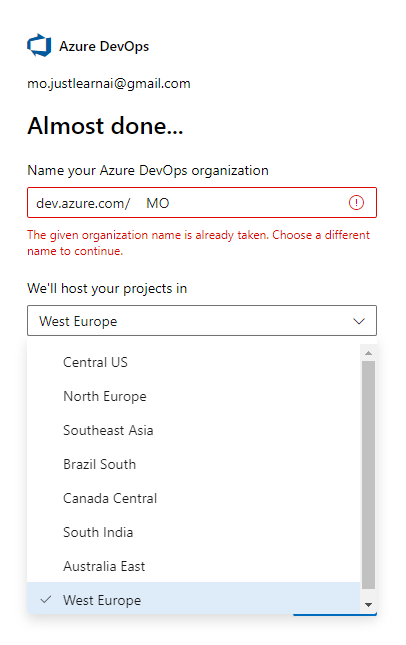 Azure DevOps
mo.justlearnai@gmail.com
Almost done...
Name your Azure DevOps organization
dev.azure.com/ MO
The given organization name is already taken. Choose a different
name to continue.
We'll host your projects in
West Europe
Central US
North Europe
Southeast Asia
Brazil South
Canada Central
South India
Australia East
West Europe